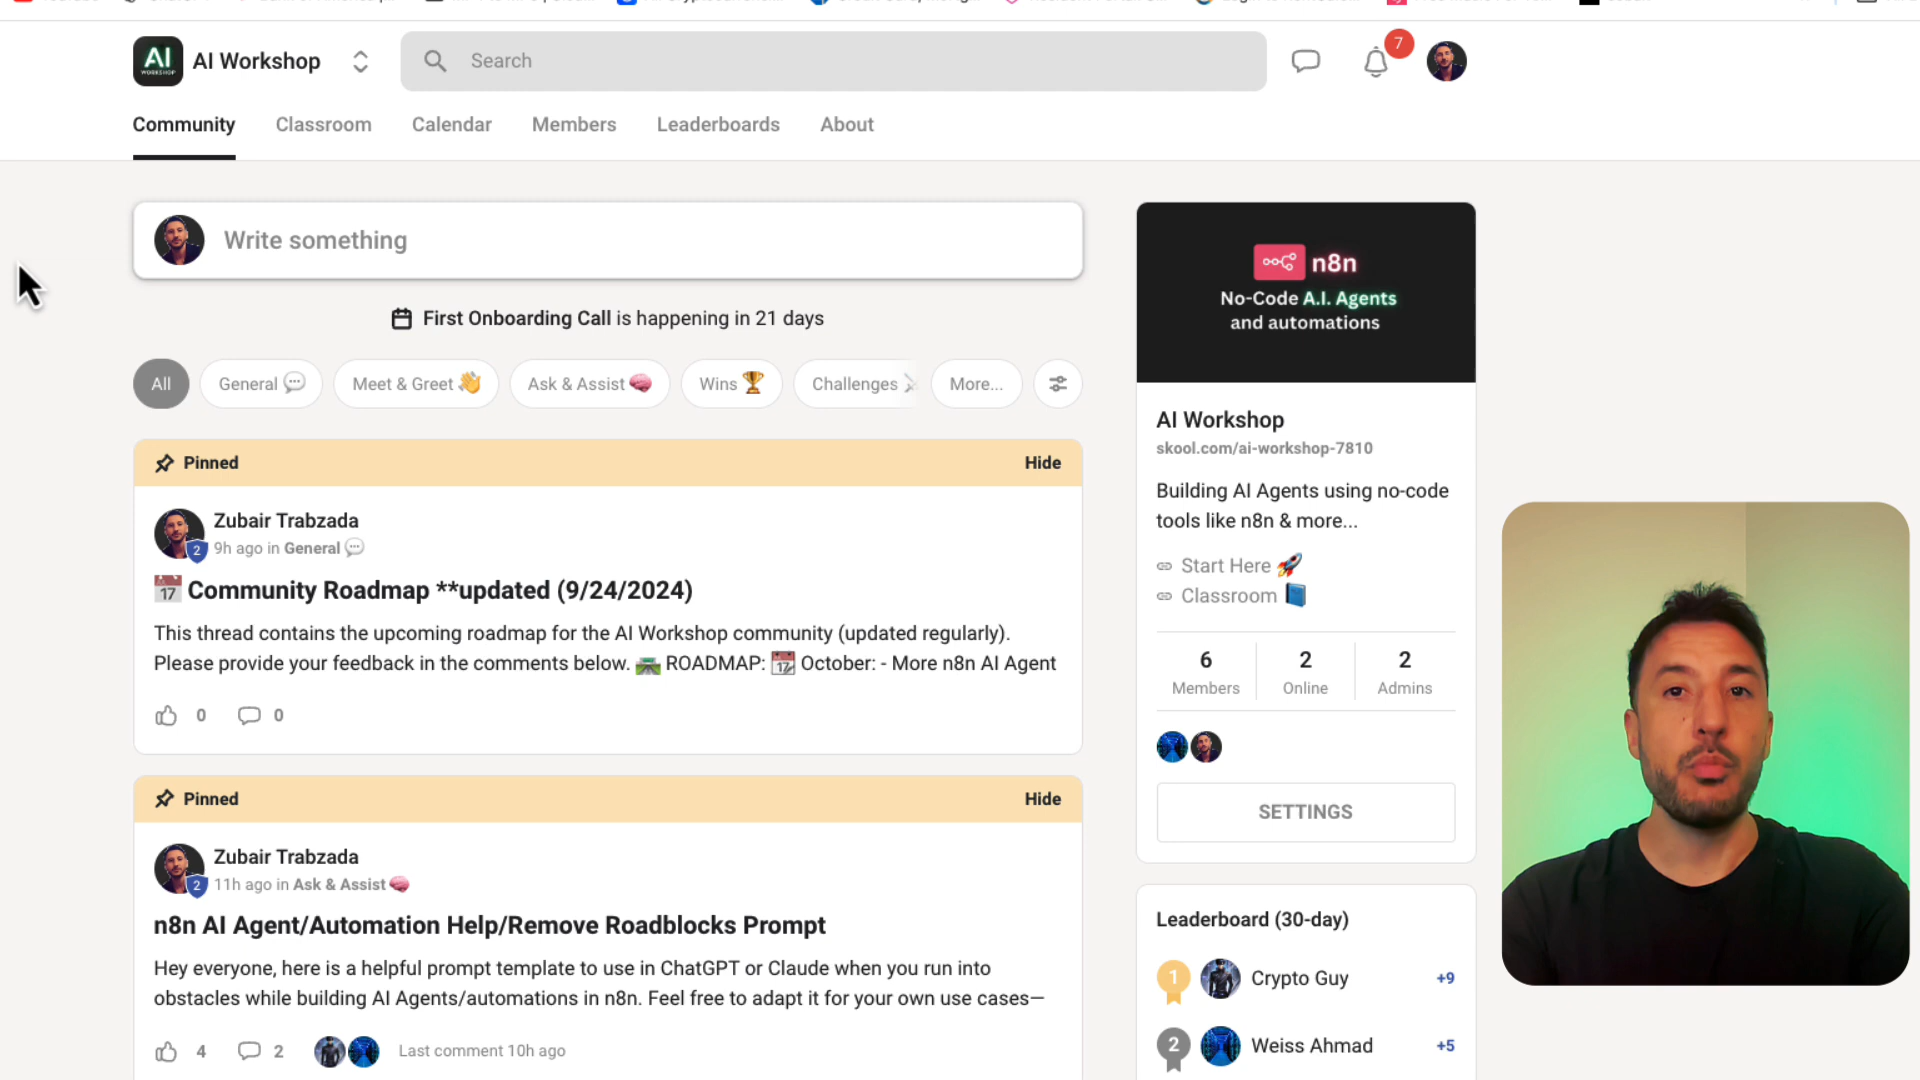 AI WORKSHOP
AI Workshop
Search
7
Community
Classroom
Calendar
Members
Leaderboards
About
Write something
First Onboarding Call is happening in 21 days
All
General 💬
Meet & Greet 👋
Ask & Assist 🧠
Wins 🏆
Challenges
More...
Pinned
Hide
Zubair Trabzada
2
9h ago in General 💬
📅 Community Roadmap **updated (9/24/2024)
This thread contains the upcoming roadmap for the AI Workshop community (updated regularly).
Please provide your feedback in the comments below. 🛣️ ROADMAP: 📆 October: - More n8n AI Agent
0
0
Pinned
Hide
Zubair Trabzada
2
11h ago in Ask & Assist 🧠
n8n AI Agent/Automation Help/Remove Roadblocks Prompt
Hey everyone, here is a helpful prompt template to use in ChatGPT or Claude when you run into
obstacles while building AI Agents/automations in n8n. Feel free to adapt it for your own use cases—
4
2
Last comment 10h ago
n8n
No-Code A.I. Agents
and automations
AI Workshop
skool.com/ai-workshop-7810
Building AI Agents using no-code
tools like n8n & more...
Start Here 🚀
Classroom 📘
6
Members
2
Online
2
Admins
SETTINGS
Leaderboard (30-day)
1
Crypto Guy
+9
2
Weiss Ahmad
+5